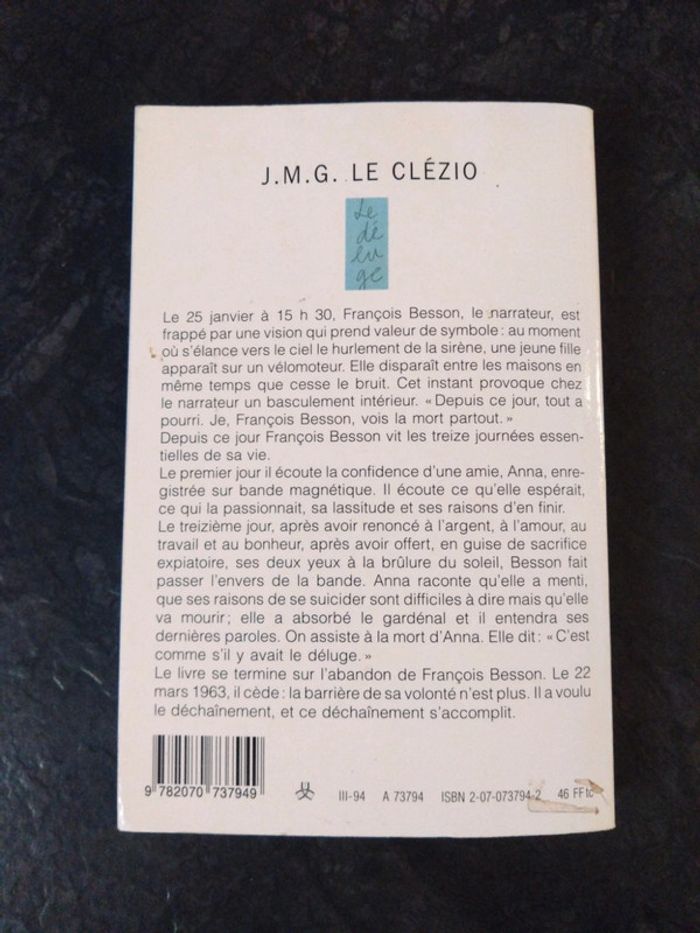 J.M.G. LE CLÉZIO
Le
dé
lu
ge
Le 25 janvier à 15 h 30, François Besson, le narrateur, est
frappé par une vision qui prend valeur de symbole : au moment
où s'élance vers le ciel le hurlement de la sirène, une jeune fille
apparaît sur un vélomoteur. Elle disparaît entre les maisons en
même temps que cesse le bruit. Cet instant provoque chez
le narrateur un basculement intérieur. « Depuis ce jour, tout a
pourri. Je, François Besson, vois la mort partout. »
Depuis ce jour François Besson vit les treize journées essen-
tielles de sa vie.
Le premier jour il écoute la confidence d'une amie, Anna, enre-
gistrée sur bande magnétique. Il écoute ce qu'elle espérait,
ce qui la passionnait, sa lassitude et ses raisons d'en finir.
Le treizième jour, après avoir renoncé à l'argent, à l'amour, au
travail et au bonheur, après avoir offert, en guise de sacrifice
expiatoire, ses deux yeux à la brûlure du soleil, Besson fait
passer l'envers de la bande. Anna raconte qu'elle a menti,
que ses raisons de se suicider sont difficiles à dire mais qu'elle
va mourir ; elle a absorbé le gardénal et il entendra ses
dernières paroles. On assiste à la mort d'Anna. Elle dit : « C'est
comme s'il y avait le déluge. »
Le livre se termine sur l'abandon de François Besson. Le 22
mars 1963, il cède : la barrière de sa volonté n'est plus. Il a voulu
le déchaînement, et ce déchaînement s'accomplit.
9 782070 737949 III-94 A 73794 ISBN 2-07-073794-2 46 FF tc